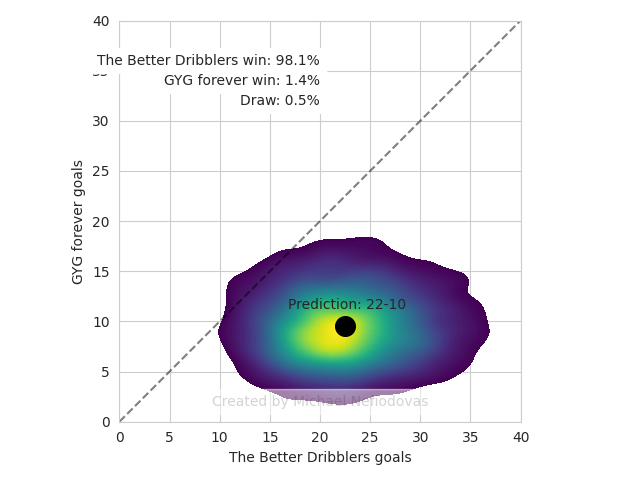 The Better Dribblers win: 98.1%
GYG forever win: 1.4%
Draw: 0.5%
40
30
25
20
15
10
5
0
GYG forever goals
Prediction: 22-10
Created by Michael Nefiodovas
0 5 10 15 20 25 30 35 40
The Better Dribblers goals